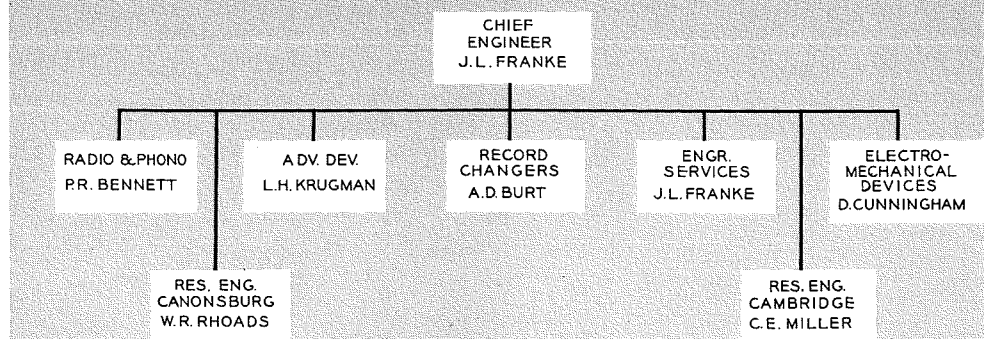 CHIEF
ENGINEER
J.L.FRANKE
RADIO & PHONO
P.R. BENNETT
ADV. DEV.
L.H. KRUGMAN
RECORD
CHANGERS
A.D. BURT
ENGR.
SERVICES
J.L.FRANKE
ELECTRO-
MECHANICAL
DEVICES
D.CUNNINGHAM
RES. ENG.
CANONSBURG
W.R. RHOADS
RES. ENG.
CAMBRIDGE
C.E. MILLER